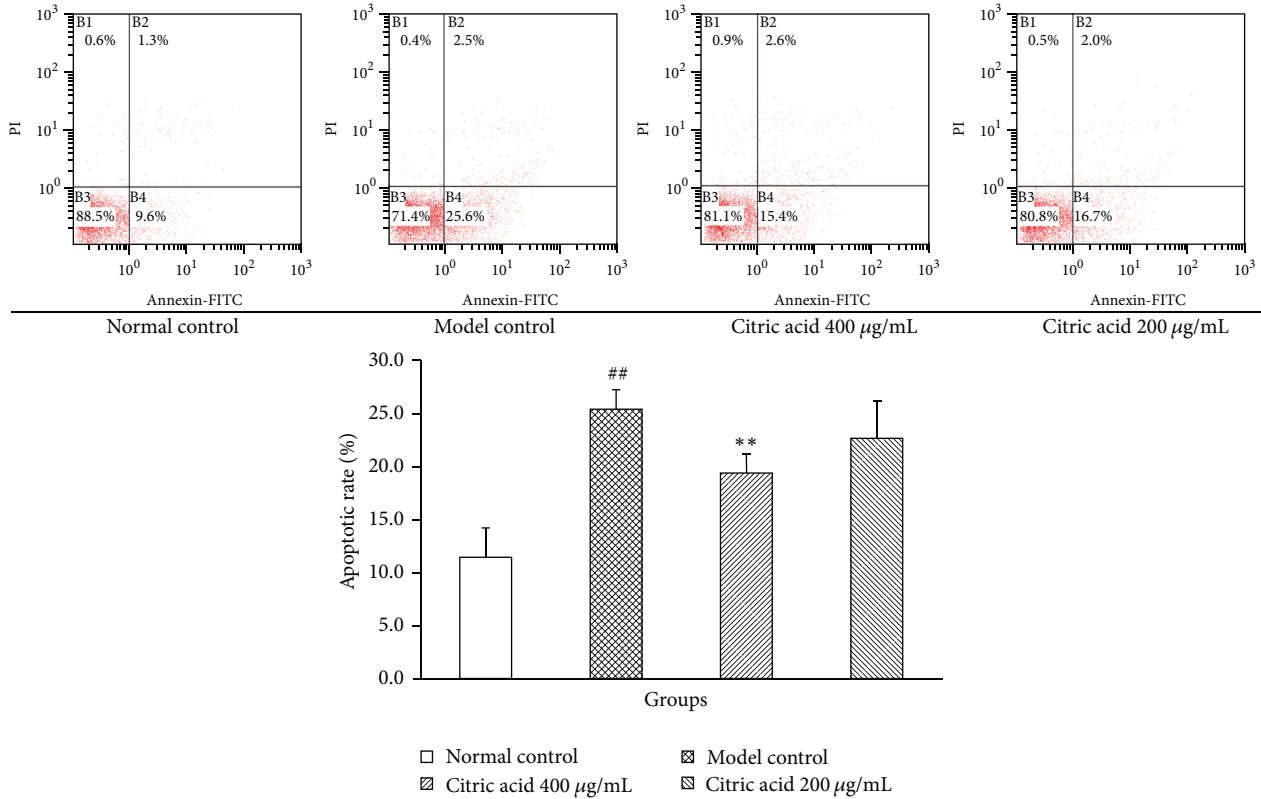 10³
10²
10¹
10⁰
PI
B1
0.6%
B2
1.3%
B3
88.5%
B4
9.6%
10⁰ 10¹ 10² 10³
Annexin-FITC
Normal control
10³
10²
10¹
10⁰
PI
B1
0.4%
B2
2.5%
B3
71.4%
B4
25.6%
10⁰ 10¹ 10² 10³
Annexin-FITC
Model control
10³
10²
10¹
10⁰
PI
B1
0.9%
B2
2.6%
B3
81.1%
B4
15.4%
10⁰ 10¹ 10² 10³
Annexin-FITC
Citric acid 400 μg/mL
10³
10²
10¹
10⁰
PI
B1
0.5%
B2
2.0%
B3
80.8%
B4
16.7%
10⁰ 10¹ 10² 10³
Annexin-FITC
Citric acid 200 μg/mL
30.0
25.0
20.0
15.0
10.0
5.0
0.0
Apoptotic rate (%)
##
**
Groups
Normal control
Model control
Citric acid 400 μg/mL
Citric acid 200 μg/mL